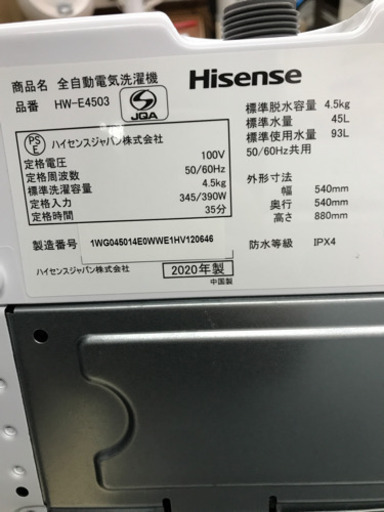 商品名 全自動電気洗濯機
品番 HW-E4503
JQA
Hisense
PS
E
ハイセンスジャパン株式会社
定格電圧 100V
定格周波数 50/60Hz
標準洗濯容量 4.5kg
定格入力 345/390W
定格時間 35分
製造番号 1WG045014E0WWE1HV120646
ハイセンスジャパン株式会社
2020年製
中国製
標準脱水容量 4.5kg
標準水量 45L
標準使用水量 93L
50/60Hz共用
外形寸法
幅 540mm
奥行 540mm
高さ 880mm
防水等級 IPX4